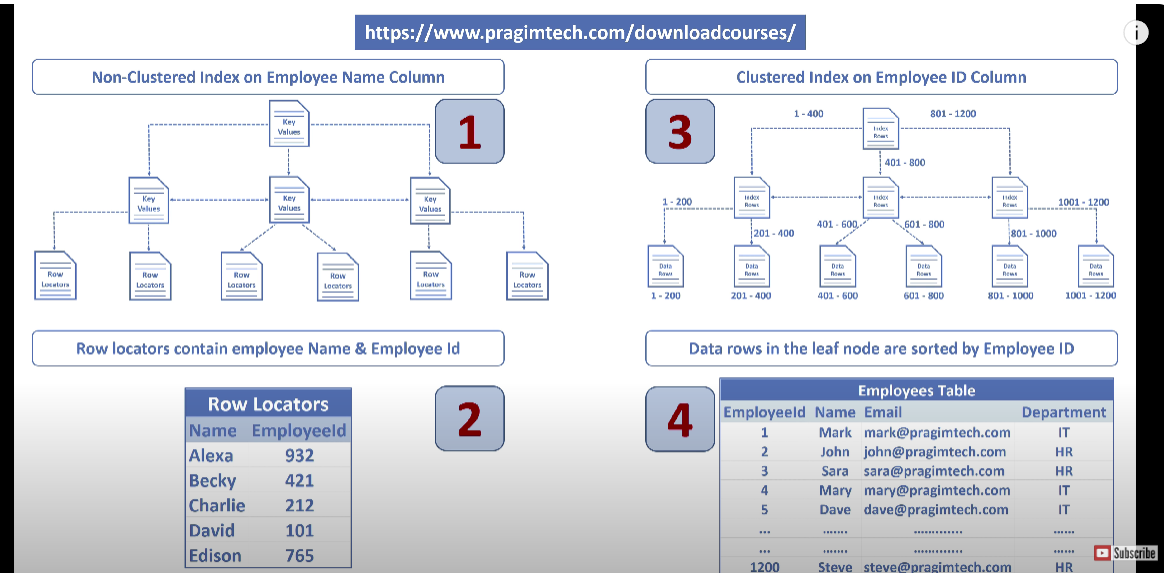 https://www.pragimtech.com/downloadcourses/
i
Non-Clustered Index on Employee Name Column
1
Key
Values
Key
Values
Key
Values
Key
Values
Row
Locators
Row
Locators
Row
Locators
Row
Locators
Row
Locators
Row
Locators
Row locators contain employee Name & Employee Id
2
Row Locators
Name EmployeeId
Alexa 932
Becky 421
Charlie 212
David 101
Edison 765
Clustered Index on Employee ID Column
3
1 - 400
801 - 1200
Index
Rows
401 - 800
Index
Rows
Index
Rows
Index
Rows
1 - 200
201 - 400
401 - 600
601 - 800
801 - 1000
1001 - 1200
Data
Rows
Data
Rows
Data
Rows
Data
Rows
Data
Rows
Data
Rows
1 - 200
201 - 400
401 - 600
601 - 800
801 - 1000
1001 - 1200
Data rows in the leaf node are sorted by Employee ID
4
Employees Table
EmployeeId Name Email Department
1 Mark mark@pragimtech.com IT
2 John john@pragimtech.com HR
3 Sara sara@pragimtech.com HR
4 Mary mary@pragimtech.com IT
5 Dave dave@pragimtech.com IT
... ....... ............. ......
... ....... ............. ......
1200 Steve steve@pragimtech.com HR
Subscribe